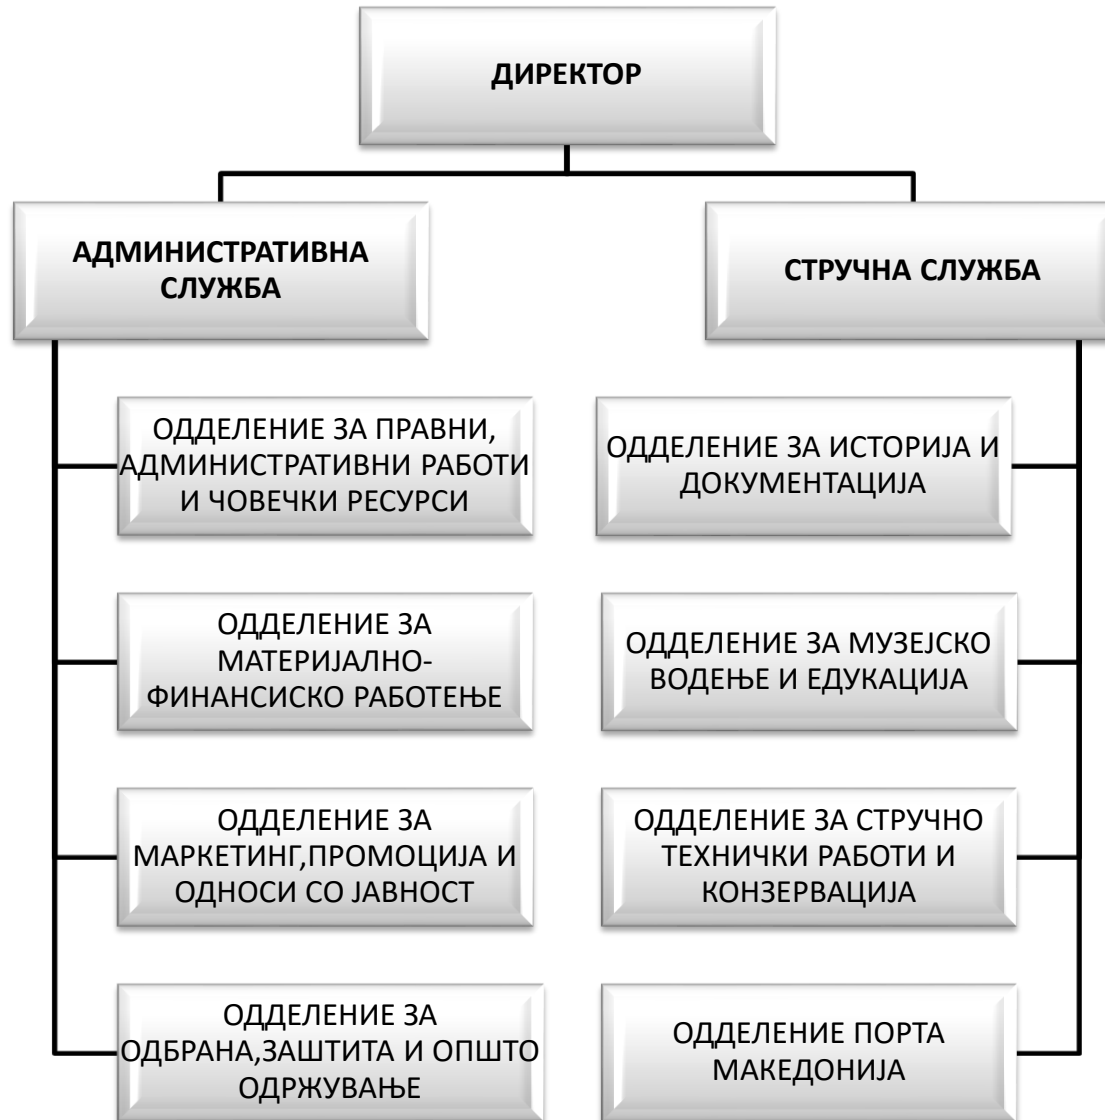 ДИРЕКТОР
АДМИНИСТРАТИВНА
СЛУЖБА
ОДДЕЛЕНИЕ ЗА ПРАВНИ,
АДМИНИСТРАТИВНИ РАБОТИ
И ЧОВЕЧКИ РЕСУРСИ
ОДДЕЛЕНИЕ ЗА
МАТЕРИЈАЛНО-
ФИНАНСИСКО РАБОТЕЊЕ
ОДДЕЛЕНИЕ ЗА
МАРКЕТИНГ,ПРОМОЦИЈА И
ОДНОСИ СО ЈАВНОСТ
ОДДЕЛЕНИЕ ЗА
ОДБРАНА,ЗАШТИТА И ОПШТО
ОДРЖУВАЊЕ
СТРУЧНА СЛУЖБА
ОДДЕЛЕНИЕ ЗА ИСТОРИЈА И
ДОКУМЕНТАЦИЈА
ОДДЕЛЕНИЕ ЗА МУЗЕЈСКО
ВОДЕЊЕ И ЕДУКАЦИЈА
ОДДЕЛЕНИЕ ЗА СТРУЧНО
ТЕХНИЧКИ РАБОТИ И
КОНЗЕРВАЦИЈА
ОДДЕЛЕНИЕ ПОРТА
МАКЕДОНИЈА